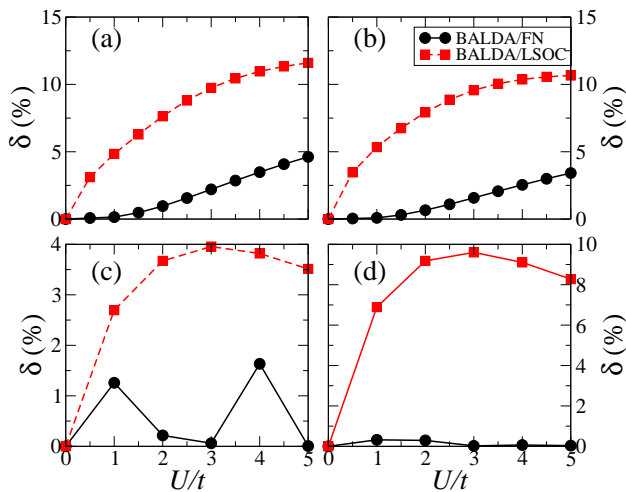 15
(a)
10
δ (%)
5
0
15
(b)
BALDA/FN
BALDA/LSOC
10
δ (%)
5
0
4
(c)
3
δ (%)
2
1
0
0 1 2 3 4 5
U/t
10
(d)
8
6
δ (%)
4
2
0
0 1 2 3 4 5
U/t